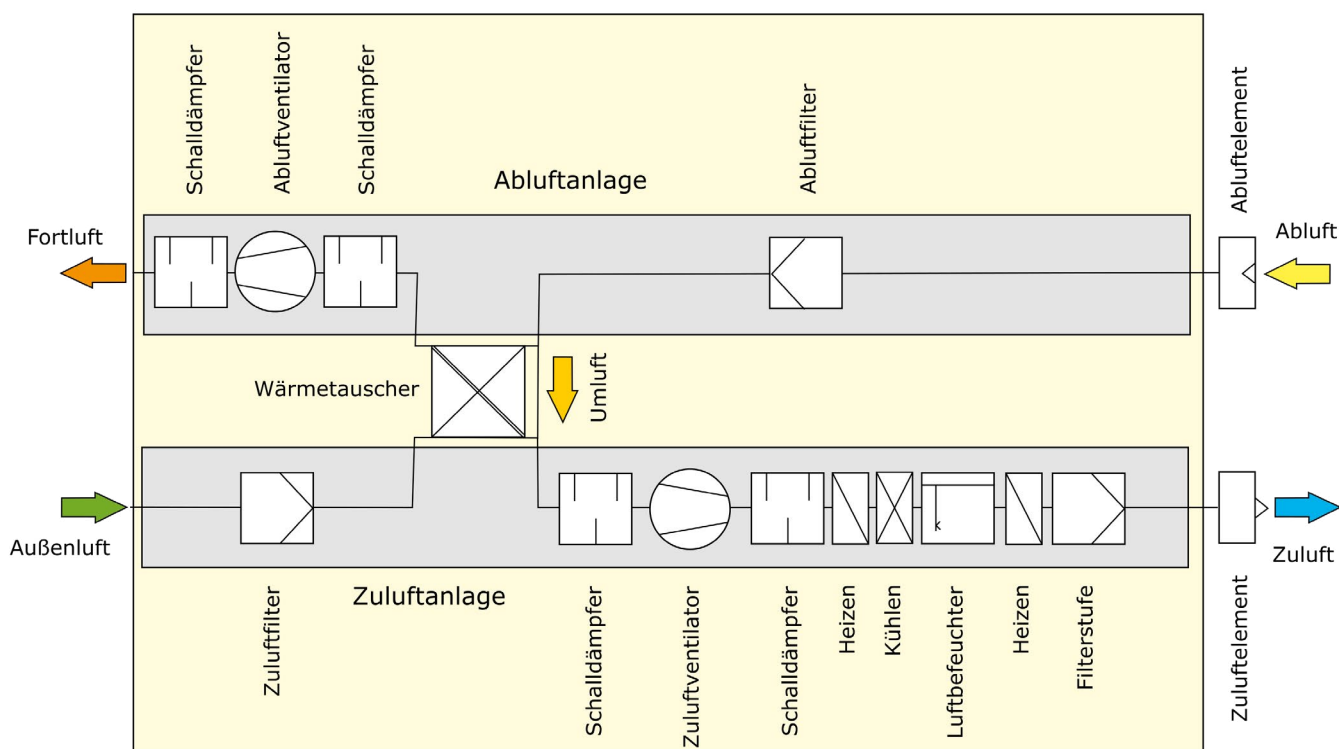 Schalldämpfer
Abluftventilator
Schalldämpfer
Abluftanlage
Abluftfilter
Abluftelement
Fortluft
Abluft
Wärmetauscher
Umluft
Außenluft
Zuluft
Zuluftanlage
Zuluftfilter
Schalldämpfer
Zuluftventilator
Schalldämpfer
Heizen
Kühlen
Luftbefeuchter
Heizen
Filterstufe
Zuluftelement